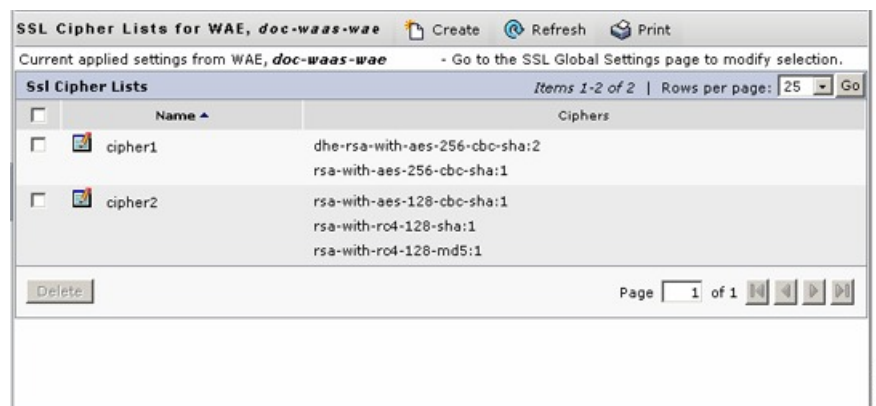 SSL Cipher Lists for WAE, doc-waas-wae Create Refresh Print
Current applied settings from WAE, doc-waas-wae - Go to the SSL Global Settings page to modify selection.
Ssl Cipher Lists Items 1-2 of 2 | Rows per page: 25 Go
Name Ciphers
cipher1 dhe-rsa-with-aes-256-cbc-sha:2
rsa-with-aes-256-cbc-sha:1
cipher2 rsa-with-aes-128-cbc-sha:1
rsa-with-rc4-128-sha:1
rsa-with-rc4-128-md5:1
Delete Page 1 of 1